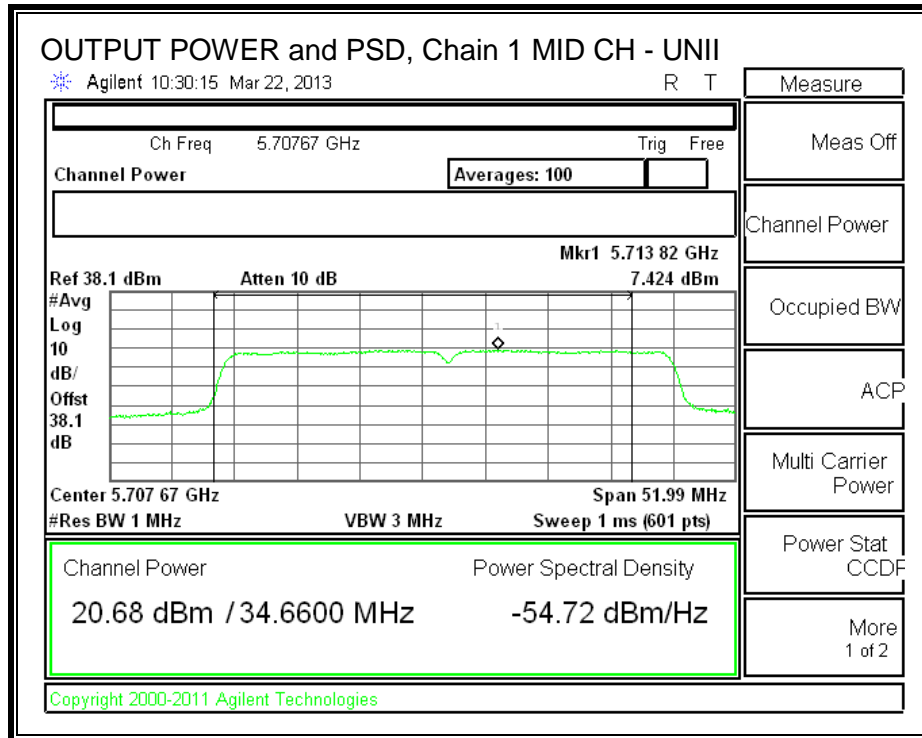 OUTPUT POWER and PSD, Chain 1 MID CH - UNII
Agilent 10:30:15 Mar 22, 2013 R T
Measure
Ch Freq 5.70767 GHz Trig Free
Channel Power Averages: 100
Mkr1 5.713 82 GHz
Ref 38.1 dBm Atten 10 dB 7.424 dBm
#Avg
Log
10
dB/
Offst
38.1
dB
1
Center 5.707 67 GHz Span 51.99 MHz
#Res BW 1 MHz VBW 3 MHz Sweep 1 ms (601 pts)
Channel Power Power Spectral Density
20.68 dBm / 34.6600 MHz -54.72 dBm/Hz
Meas Off
Channel Power
Occupied BW
ACP
Multi Carrier
Power
Power Stat
CCDF
More
1 of 2
Copyright 2000-2011 Agilent Technologies